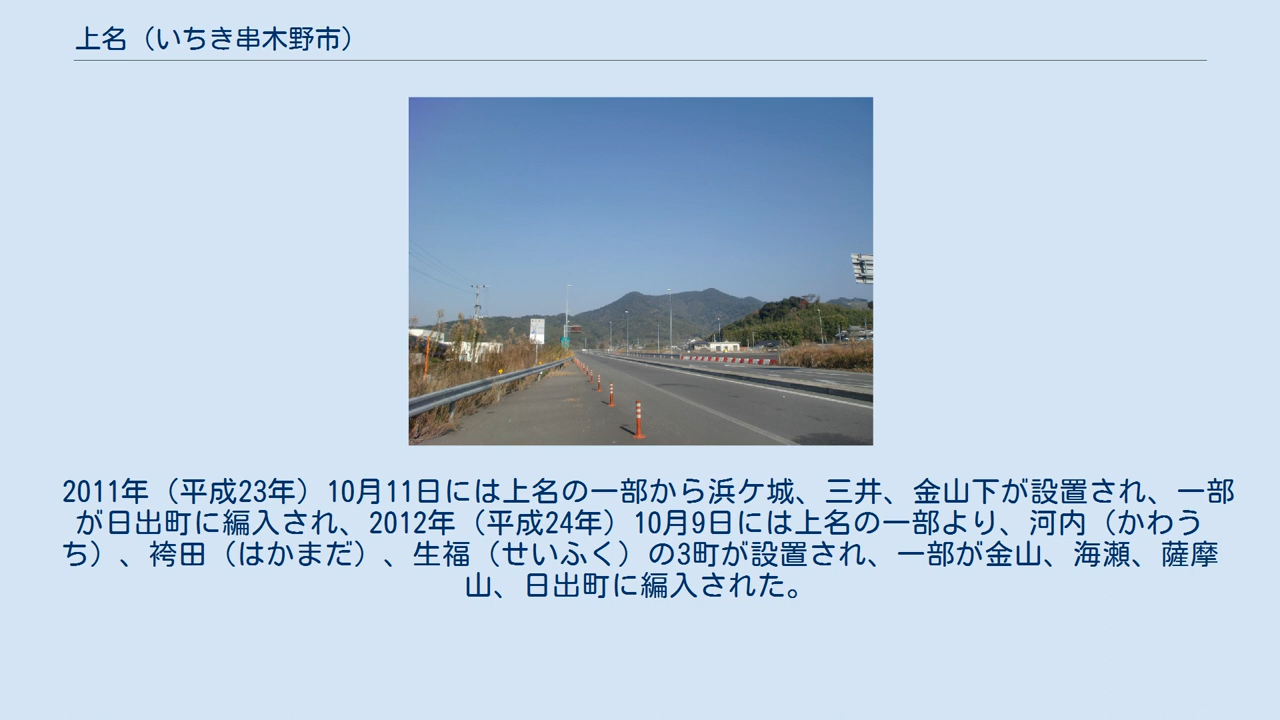 上名（いちき串木野市）
2011年（平成23年）10月11日には上名の一部から浜ケ城、三井、金山下が設置され、一部
が日出町に編入され、2012年（平成24年）10月9日には上名の一部より、河内（かわう
ち）、袴田（はかまだ）、生福（せいふく）の3町が設置され、一部が金山、海瀬、薩摩
山、日出町に編入された。